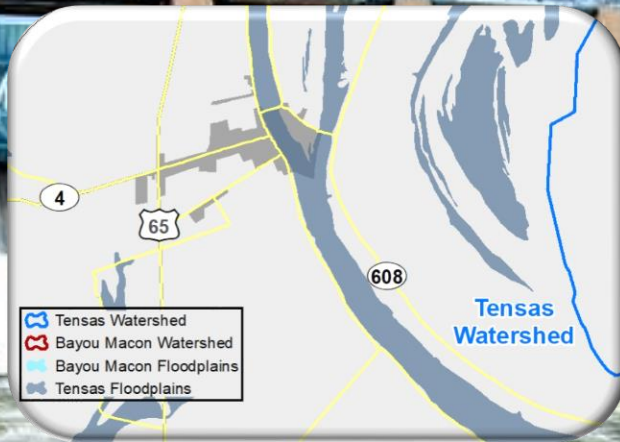 4
65
608
Tensas
Watershed
Tensas Watershed
Bayou Macon Watershed
Bayou Macon Floodplains
Tensas Floodplains